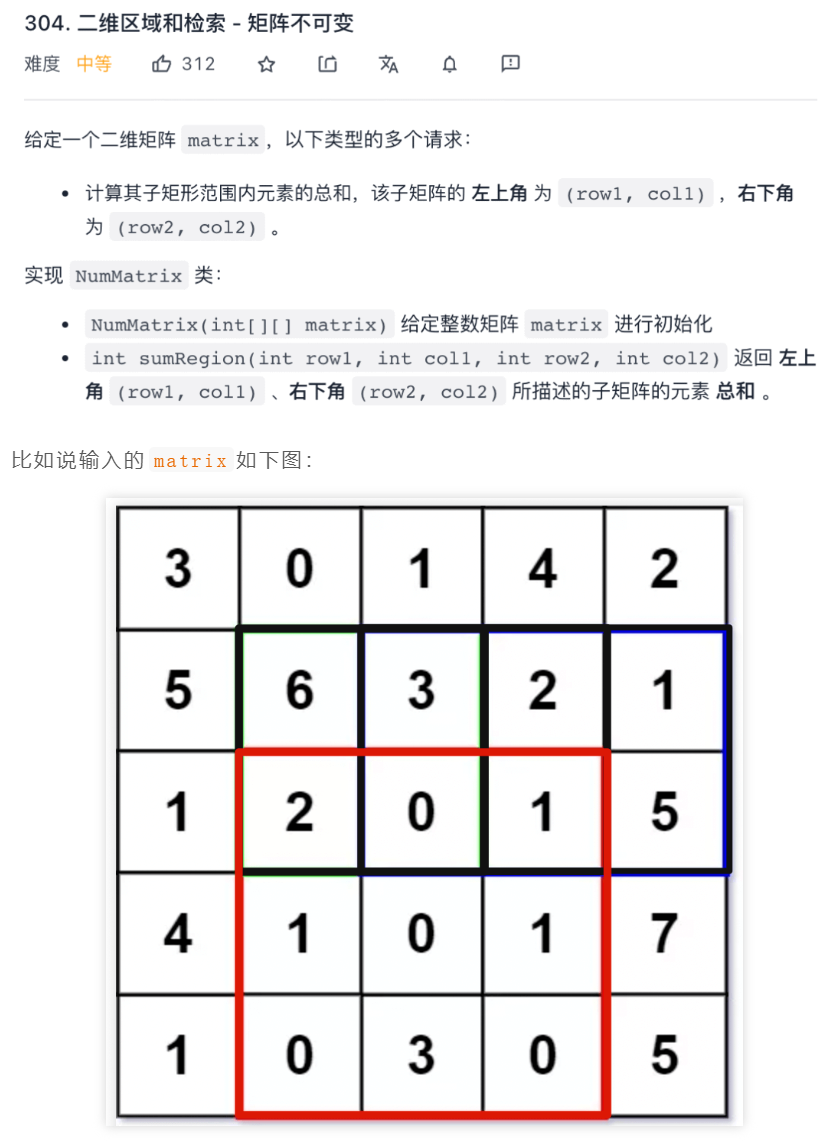 304. 二维区域和检索 - 矩阵不可变
难度 中等 312
给定一个二维矩阵 matrix，以下类型的多个请求：
• 计算其子矩形范围内元素的总和，该子矩阵的 左上角 为 (row1, col1) ，右下角
为 (row2, col2) 。
实现 NumMatrix 类：
• NumMatrix(int[][] matrix) 给定整数矩阵 matrix 进行初始化
• int sumRegion(int row1, int col1, int row2, int col2) 返回 左上
角 (row1, col1) 、右下角 (row2, col2) 所描述的子矩阵的元素 总和 。
比如说输入的 matrix 如下图：
3 0 1 4 2
5 6 3 2 1
1 2 0 1 5
4 1 0 1 7
1 0 3 0 5